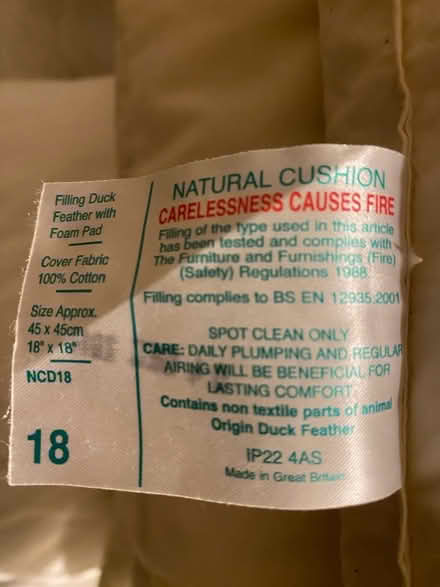 Filling Duck
Feather with
Foam Pad
Cover Fabric
100% Cotton
Size Approx.
45 x 45cm
18" x 18"
NCD18
18
NATURAL CUSHION
CARELESSNESS CAUSES FIRE
Filling of the type used in this article
has been tested and complies with
The Furniture and Furnishings (Fire)
(Safety) Regulations 1988
Filling complies to BS EN 12935:2001
SPOT CLEAN ONLY
CARE: DAILY PLUMPING AND REGULAR
AIRING WILL BE BENEFICIAL FOR
LASTING COMFORT
Contains non textile parts of animal
Origin Duck Feather
IP22 4AS
Made in Great Britain